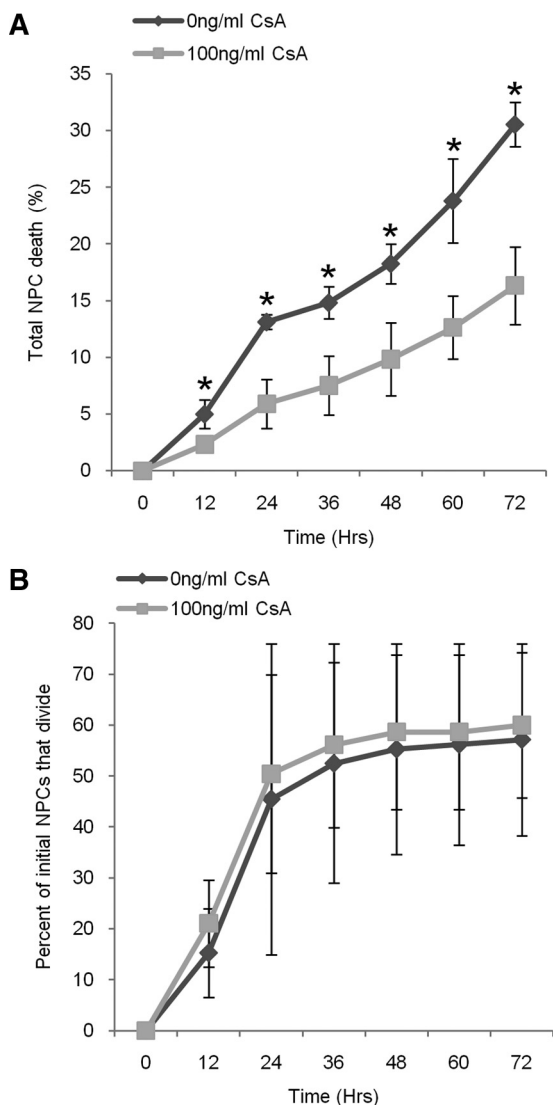 A
0ng/ml CsA
100ng/ml CsA
35
30
25
20
15
10
5
0
Total NPC death (%)
*
*
*
*
*
*
0 12 24 36 48 60 72
Time (Hrs)
B
0ng/ml CsA
100ng/ml CsA
80
70
60
50
40
30
20
10
0
Percent of initial NPCs that divide
0 12 24 36 48 60 72
Time (Hrs)